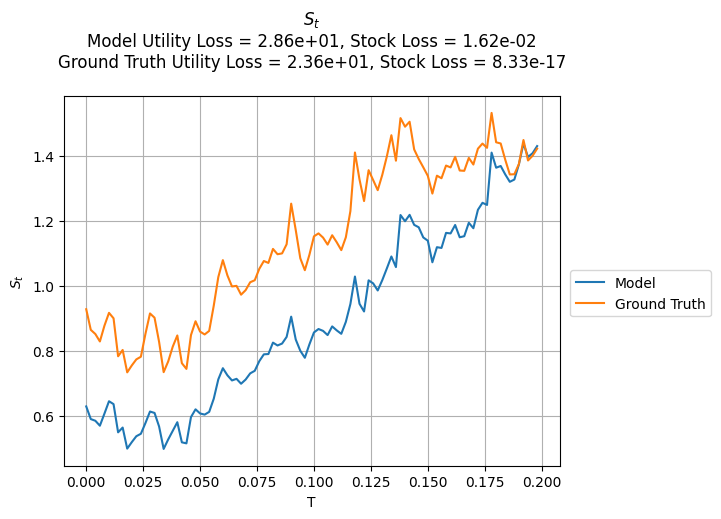 S_t
Model Utility Loss = 2.86e+01, Stock Loss = 1.62e-02
Ground Truth Utility Loss = 2.36e+01, Stock Loss = 8.33e-17
1.4
1.2
1.0
0.8
0.6
S_t
0.000 0.025 0.050 0.075 0.100 0.125 0.150 0.175 0.200
T
Model
Ground Truth